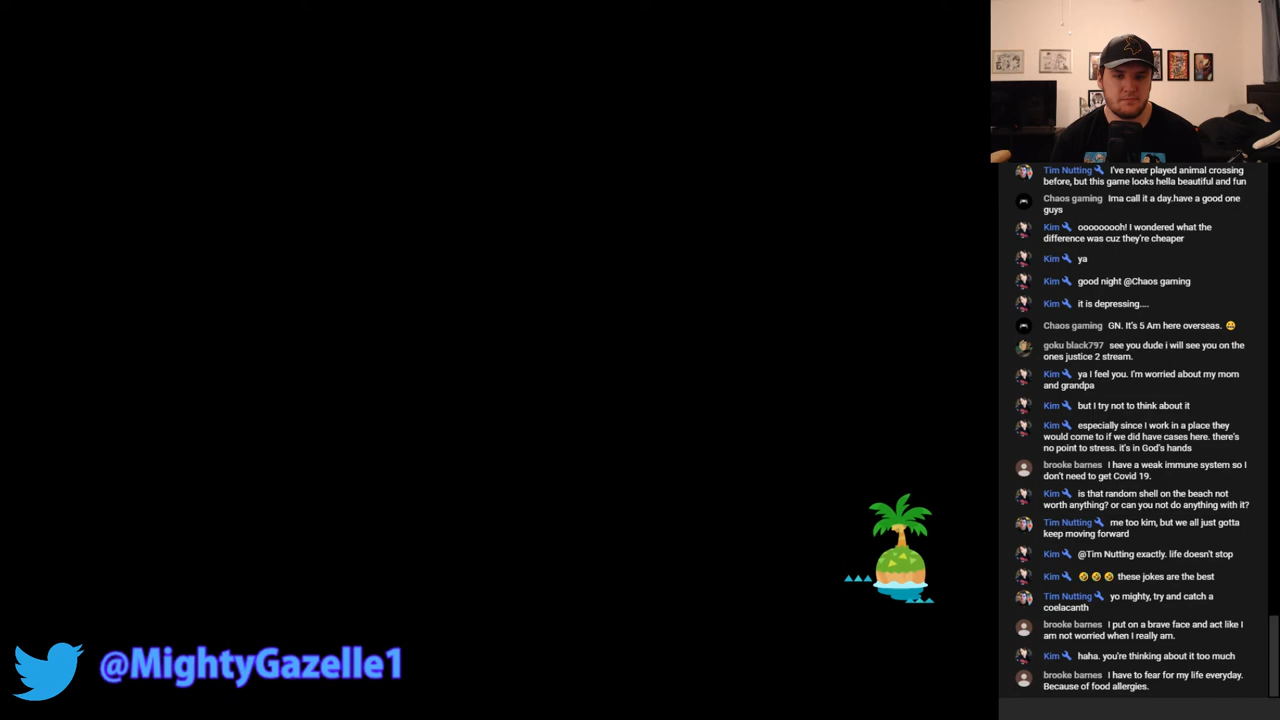 Tim Nutting I've never played animal crossing
before, but this game looks hella beautiful and fun
Chaos gaming Ima call it a day.have a good one
guys
Kim ooooooooh! I wondered what the
difference was cuz they're cheaper
Kim ya
Kim good night @Chaos gaming
Kim it is depressing....
Chaos gaming GN. It's 5 Am here overseas.
goku black797 see you dude i will see you on the
ones justice 2 stream.
Kim ya I feel you. I'm worried about my mom
and grandpa
Kim but I try not to think about it
Kim especially since I work in a place they
would come to if we did have cases here. there's
no point to stress. it's in God's hands
brooke barnes I have a weak immune system so I
don't need to get Covid 19.
Kim is that random shell on the beach not
worth anything? or can you not do anything with it?
Tim Nutting me too kim, but we all just gotta
keep moving forward
Kim @Tim Nutting exactly. life doesn't stop
Kim 🤣 🤣 🤣 these jokes are the best
Tim Nutting yo mighty, try and catch a
coelacanth
brooke barnes I put on a brave face and act like I
am not worried when I really am.
Kim haha. you're thinking about it too much
brooke barnes I have to fear for my life everyday.
Because of food allergies.
@MightyGazelle1